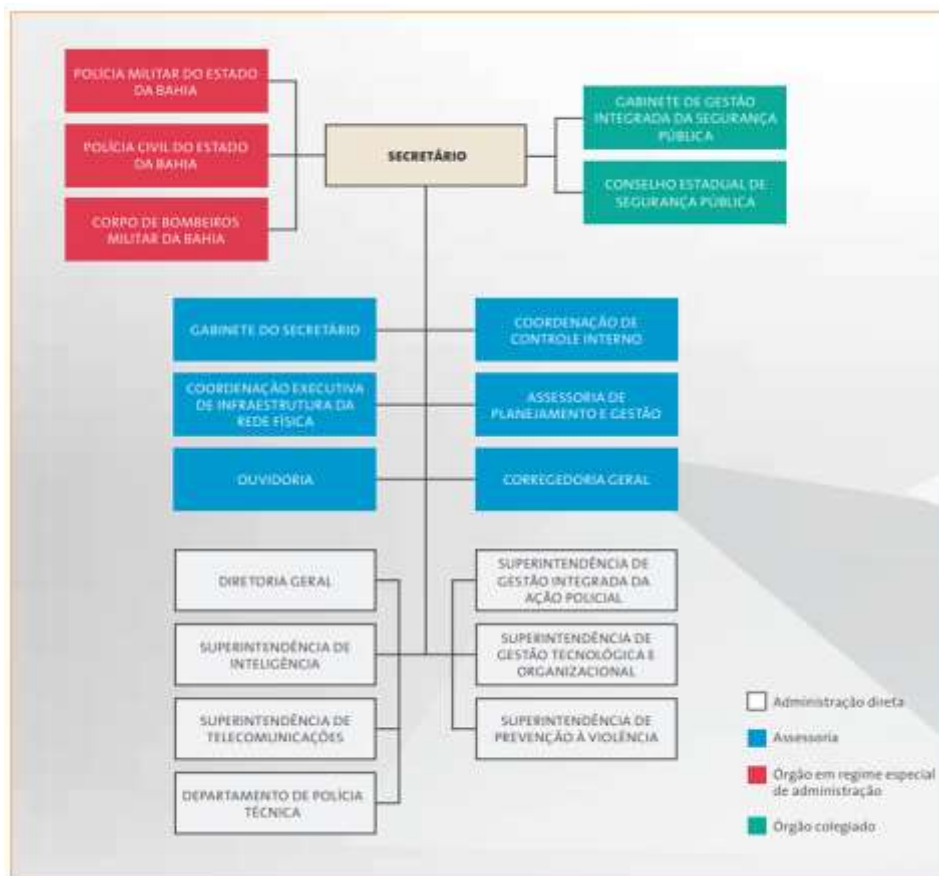 POLÍCIA MILITAR DO ESTADO
DA BAHIA
POLÍCIA CIVIL DO ESTADO
DA BAHIA
CORPO DE BOMBEIROS
MILITAR DA BAHIA
SECRETÁRIO
GABINETE DE GESTÃO
INTEGRADA DA SEGURANÇA
PÚBLICA
CONSELHO ESTADUAL DE
SEGURANÇA PÚBLICA
GABINETE DO SECRETÁRIO
COORDENAÇÃO DE
CONTROLE INTERNO
COORDENAÇÃO EXECUTIVA
DE INFRAESTRUTURA DA
REDE FÍSICA
ASSESSORIA DE
PLANEJAMENTO E GESTÃO
OUVIDORIA
CORREGEDORIA GERAL
DIRETORIA GERAL
SUPERINTENDÊNCIA DE
GESTÃO INTEGRADA DA
AÇÃO POLICIAL
SUPERINTENDÊNCIA DE
INTELIGÊNCIA
SUPERINTENDÊNCIA DE
GESTÃO TECNOLÓGICA E
ORGANIZACIONAL
SUPERINTENDÊNCIA DE
TELECOMUNICAÇÕES
SUPERINTENDÊNCIA DE
PREVENÇÃO À VIOLÊNCIA
DEPARTAMENTO DE POLÍCIA
TÉCNICA
Administração direta
Assessoria
Órgão em regime especial
de administração
Órgão colegiado